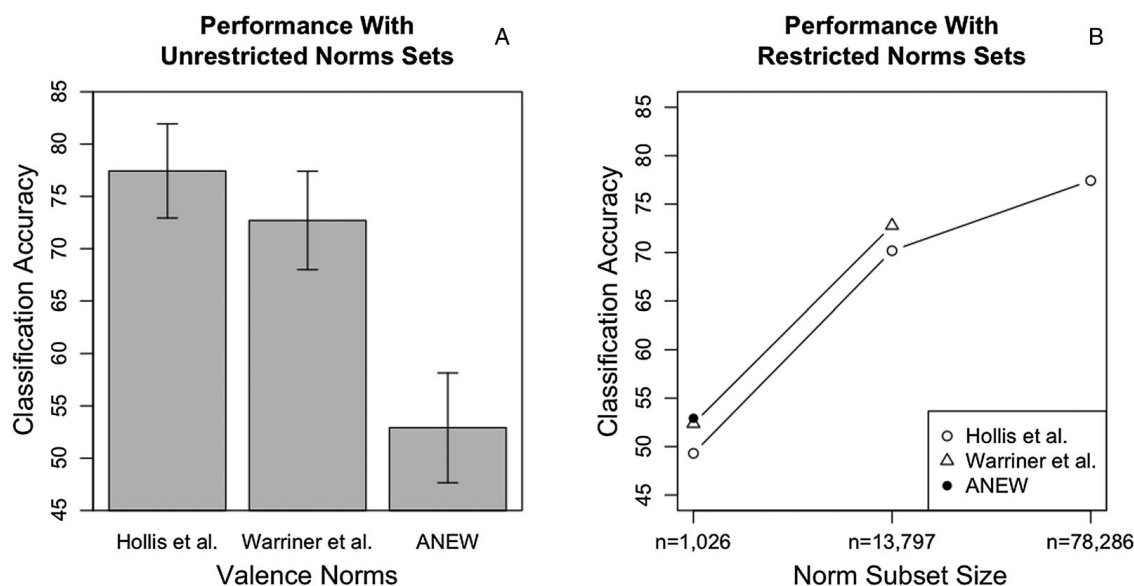 Performance With
Unrestricted Norms Sets
A
85
80
75
70
65
60
55
50
45
Classification Accuracy
Hollis et al.
Warriner et al.
ANEW
Valence Norms
Performance With
Restricted Norms Sets
B
85
80
75
70
65
60
55
50
45
Classification Accuracy
Hollis et al.
Warriner et al.
ANEW
n=1,026
n=13,797
n=78,286
Norm Subset Size